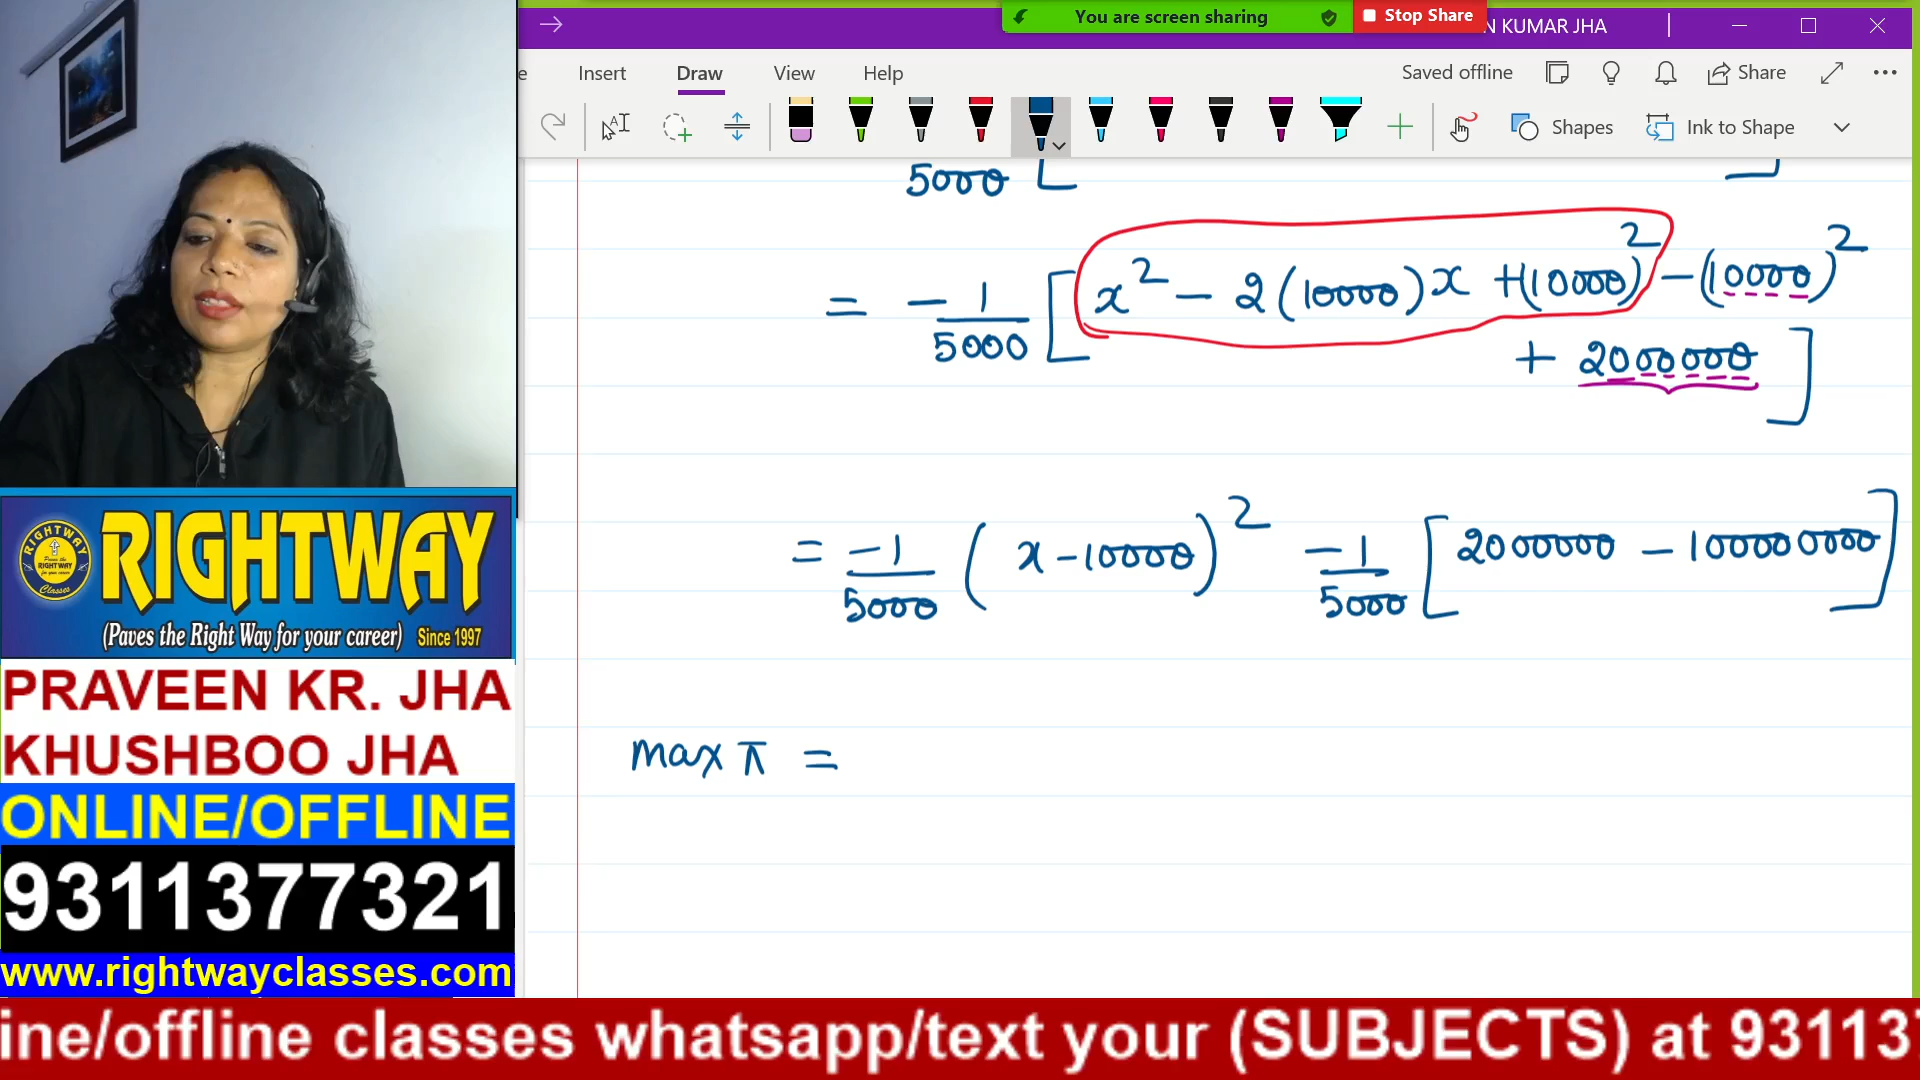 You are screen sharing
Stop Share
N KUMAR JHA
Insert Draw View Help
Saved offline
Share
Shapes
Ink to Shape
5000 [ ]
= -1/5000 [ x² - 2(10000)x + (10000)² - (10000)²
+ 2000000 ]
= -1/5000 ( x - 10000 )² -1/5000 [ 2000000 - 100000000 ]
max π =
RIGHTWAY
RIGHTWAY
Classes
(Paves the Right Way for your career) Since 1997
PRAVEEN KR. JHA
KHUSHBOO JHA
ONLINE/OFFLINE
9311377321
www.rightwayclasses.com
ine/offline classes whatsapp/text your (SUBJECTS) at 93113